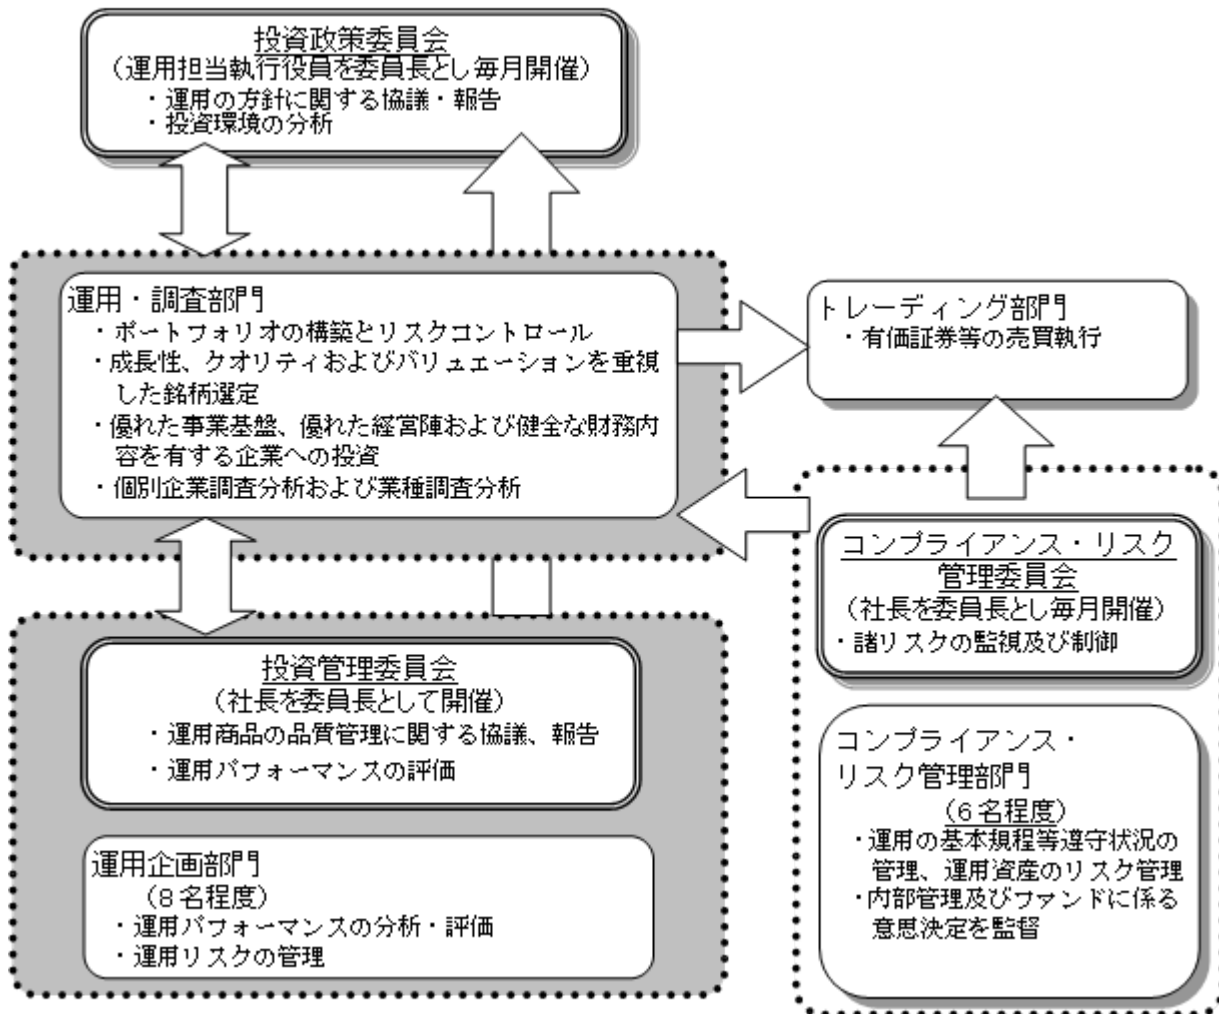 投資政策委員会
(運用担当執行役員を委員長とし毎月開催)
・運用の方針に関する協議・報告
・投資環境の分析
運用・調査部門
・ポートフォリオの構築とリスクコントロール
・成長性、クオリティおよびバリュエーションを重視
した銘柄選定
・優れた事業基盤、優れた経営陣および健全な財務内
容を有する企業への投資
・個別企業調査分析および業種調査分析
トレーディング部門
・有価証券等の売買執行
投資管理委員会
(社長を委員長として開催)
・運用商品の品質管理に関する協議、報告
・運用パフォーマンスの評価
運用企画部門
(8名程度)
・運用パフォーマンスの分析・評価
・運用リスクの管理
コンプライアンス・リスク
管理委員会
(社長を委員長とし毎月開催)
・諸リスクの監視及び制御
コンプライアンス・
リスク管理部門
(6名程度)
・運用の基本規程等遵守状況の
管理、運用資産のリスク管理
・内部管理及びファンドに係る
意思決定を監督